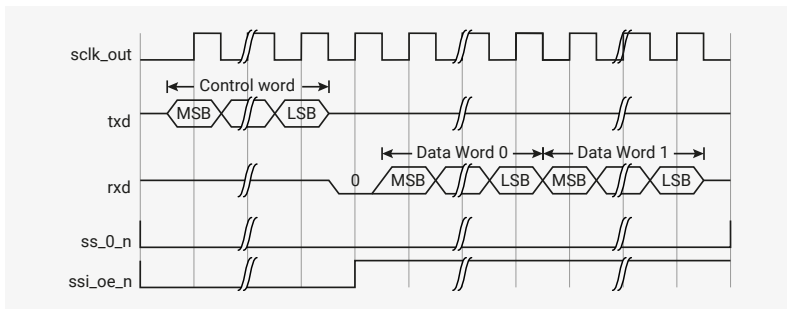 sclk_out
Control word
txd
MSB
LSB
Data Word 0
Data Word 1
rxd
0
MSB
LSB
MSB
LSB
ss_0_n
ssi_oe_n